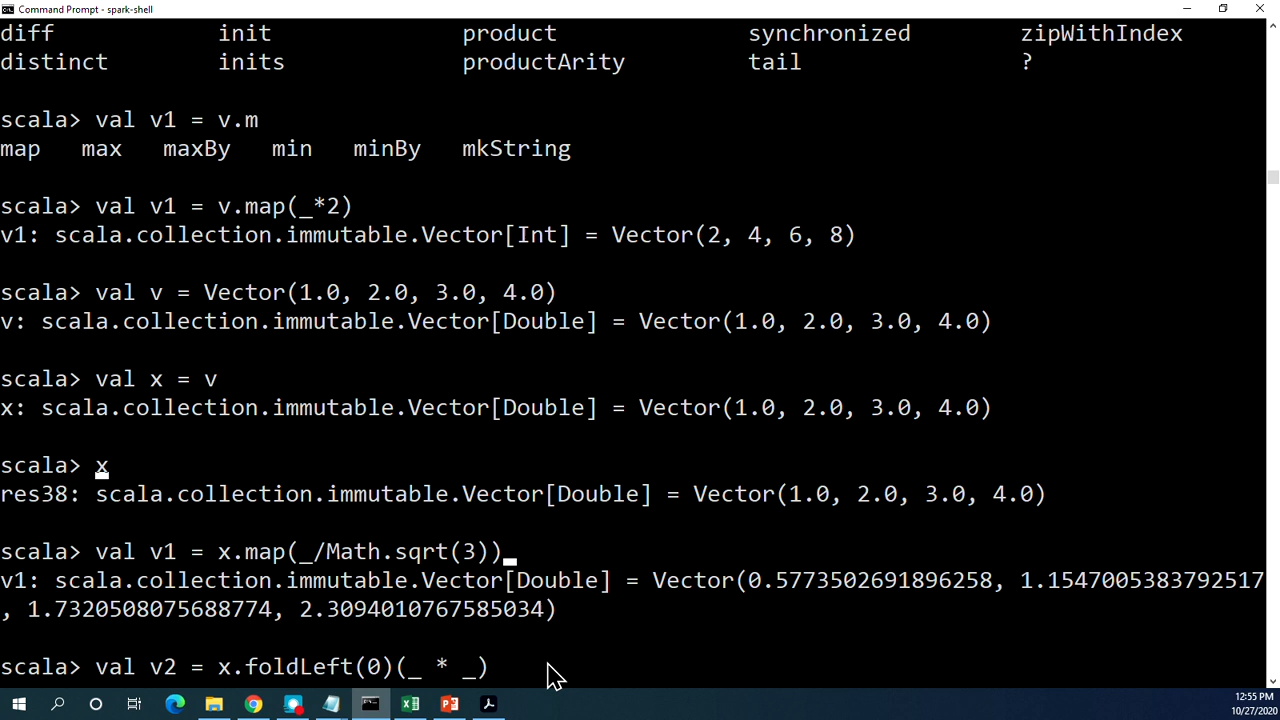 Command Prompt - spark-shell
diff init product synchronized zipWithIndex
distinct inits productArity tail ?
scala> val v1 = v.m
map max maxBy min minBy mkString
scala> val v1 = v.map(_*2)
v1: scala.collection.immutable.Vector[Int] = Vector(2, 4, 6, 8)
scala> val v = Vector(1.0, 2.0, 3.0, 4.0)
v: scala.collection.immutable.Vector[Double] = Vector(1.0, 2.0, 3.0, 4.0)
scala> val x = v
x: scala.collection.immutable.Vector[Double] = Vector(1.0, 2.0, 3.0, 4.0)
scala> x
res38: scala.collection.immutable.Vector[Double] = Vector(1.0, 2.0, 3.0, 4.0)
scala> val v1 = x.map(_/Math.sqrt(3))
v1: scala.collection.immutable.Vector[Double] = Vector(0.5773502691896258, 1.1547005383792517
, 1.7320508075688774, 2.3094010767585034)
scala> val v2 = x.foldLeft(0)(_ * _)
12:55 PM
10/27/2020